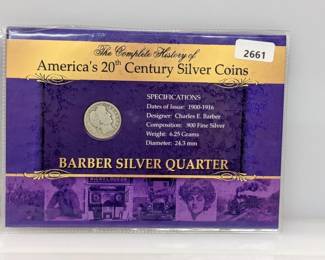 2661
The Complete History of
America's 20th Century Silver Coins
SPECIFICATIONS
Dates of Issue: 1900-1916
Designer: Charles E. Barber
Composition: .900 Fine Silver
Weight: 6.25 Grams
Diameter: 24.3 mm
BARBER SILVER QUARTER